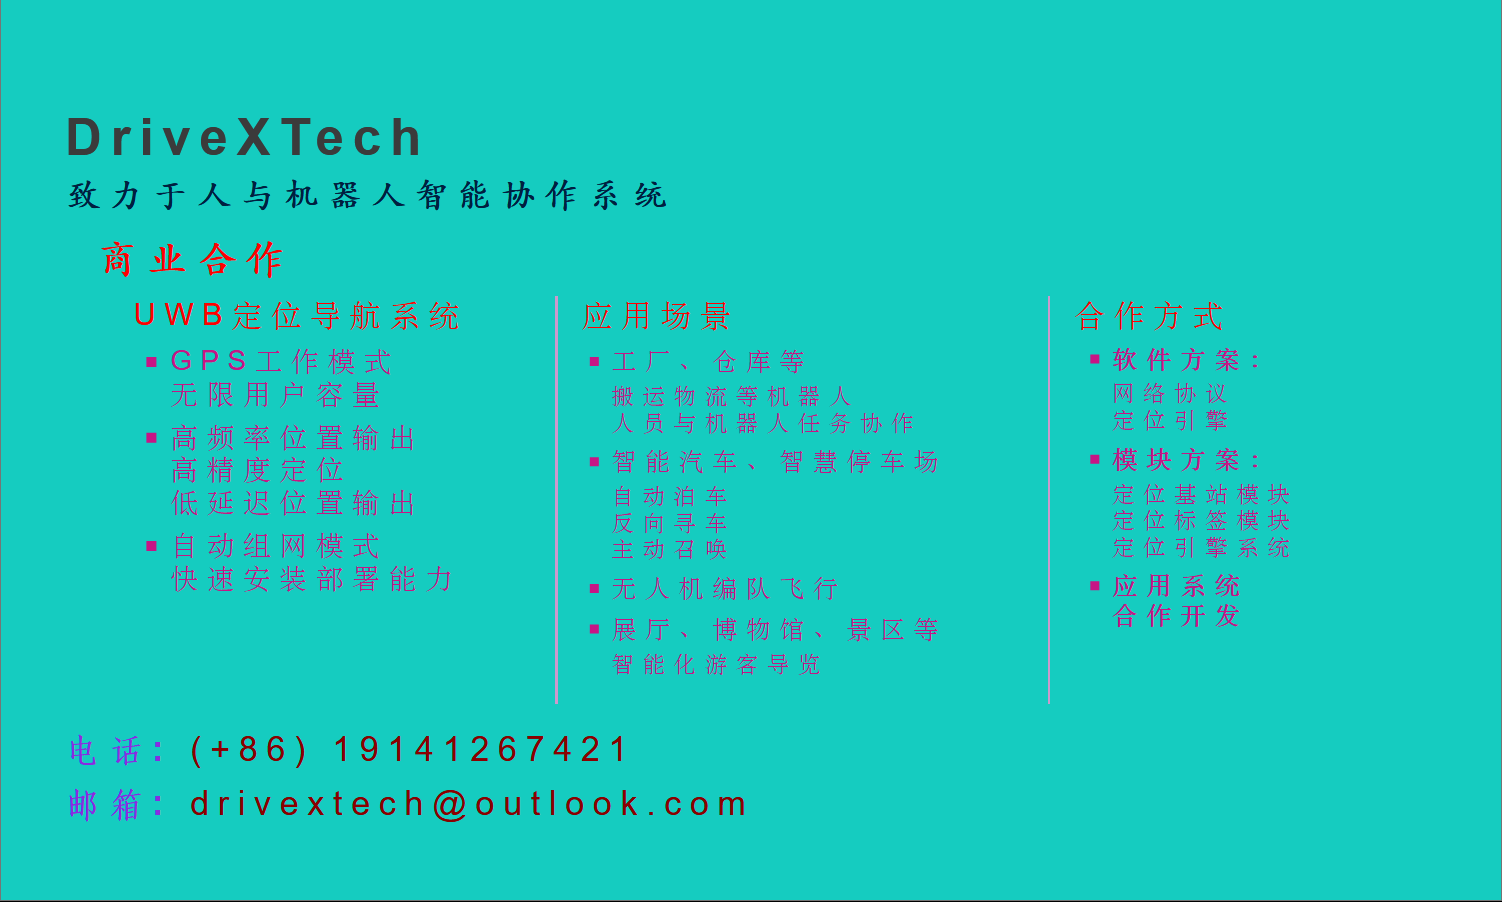 DriveXTech
致力于人与机器人智能协作系统
商业合作
UWB定位导航系统
▪ GPS工作模式
无限用户容量
▪ 高频率位置输出
高精度定位
低延迟位置输出
▪ 自动组网模式
快速安装部署能力
应用场景
▪ 工厂、仓库等
搬运物流等机器人
人员与机器人任务协作
▪ 智能汽车、智慧停车场
自动泊车
反向寻车
主动召唤
▪ 无人机编队飞行
▪ 展厅、博物馆、景区等
智能化游客导览
合作方式
▪ 软件方案:
网络协议
定位引擎
▪ 模块方案:
定位基站模块
定位标签模块
定位引擎系统
▪ 应用系统
合作开发
电话: (+86) 19141267421
邮箱: drivextech@outlook.com